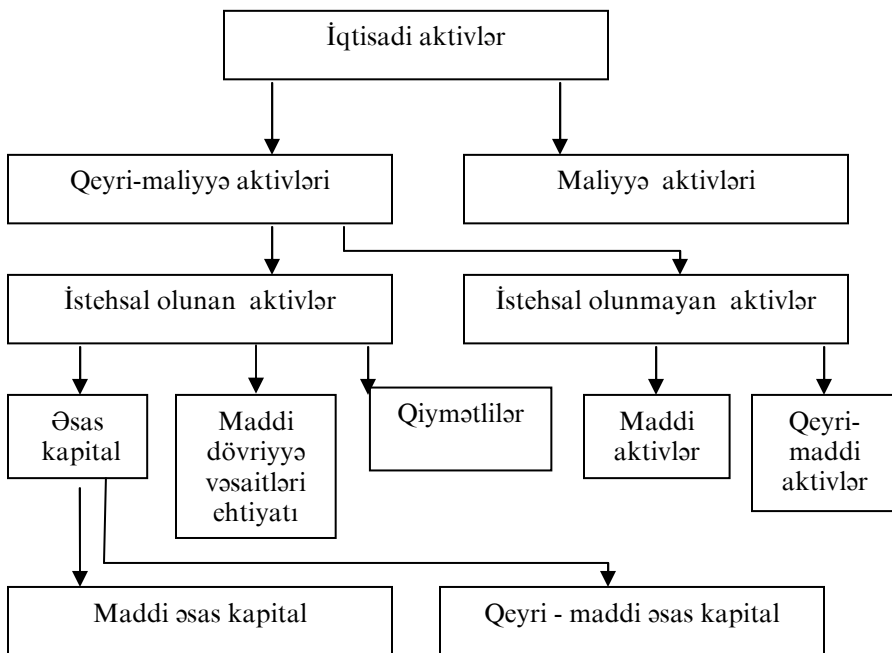 İqtisadi aktivlər
Qeyri-maliyyə aktivləri
Maliyyə aktivləri
İstehsal olunan aktivlər
İstehsal olunmayan aktivlər
Əsas
kapital
Maddi
dövriyyə
vəsaitləri
ehtiyatı
Qiymətlilər
Maddi
aktivlər
Qeyri-
maddi
aktivlər
Maddi əsas kapital
Qeyri - maddi əsas kapital